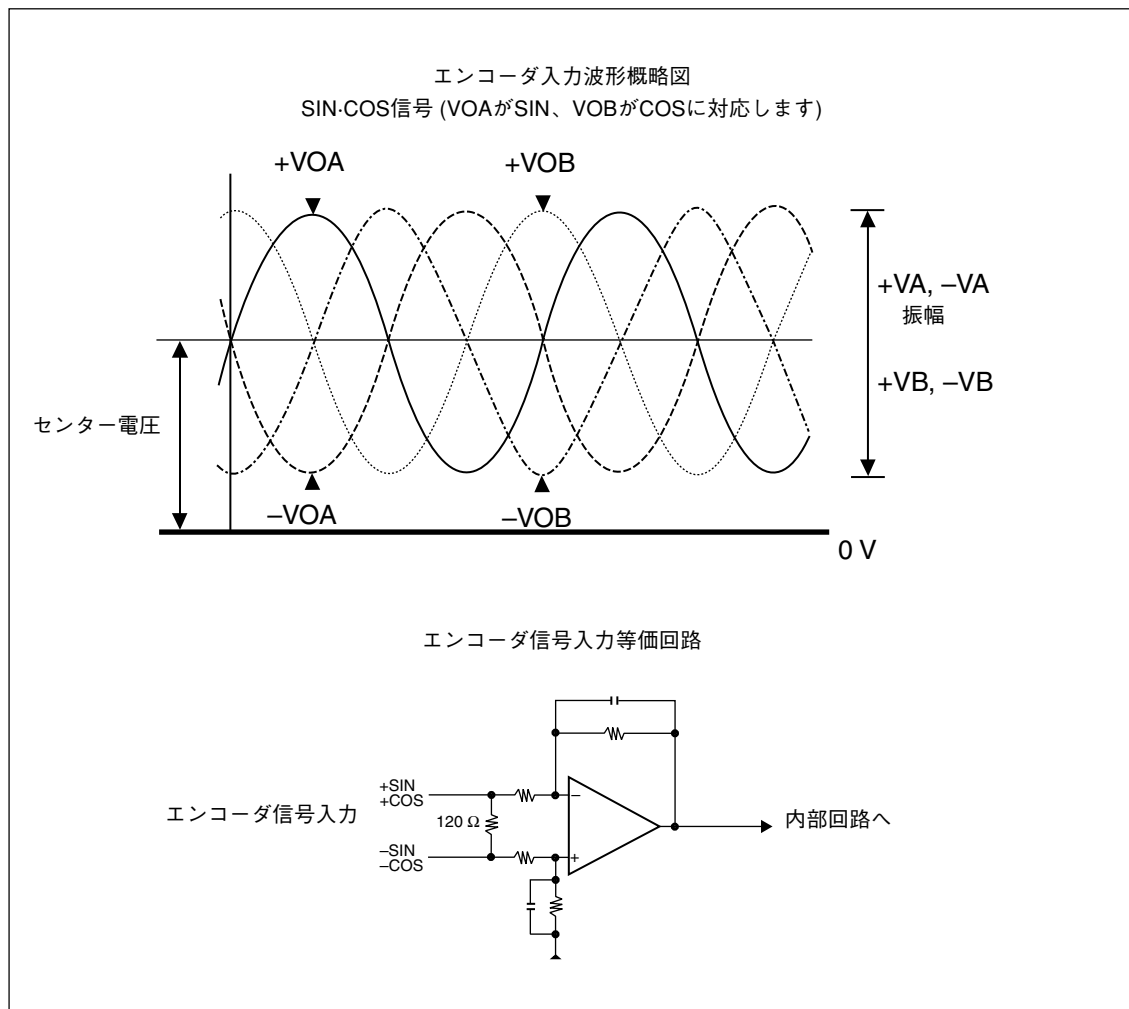 エンコーダ入力波形概略図
SIN·COS信号 (VOAがSIN、VOBがCOSに対応します)
+VOA
+VOB
+VA, –VA
振幅
+VB, –VB
センター電圧
–VOA
–VOB
0 V
エンコーダ信号入力等価回路
+SIN
+COS
エンコーダ信号入力
120 Ω
–
+
–SIN
–COS
内部回路へ